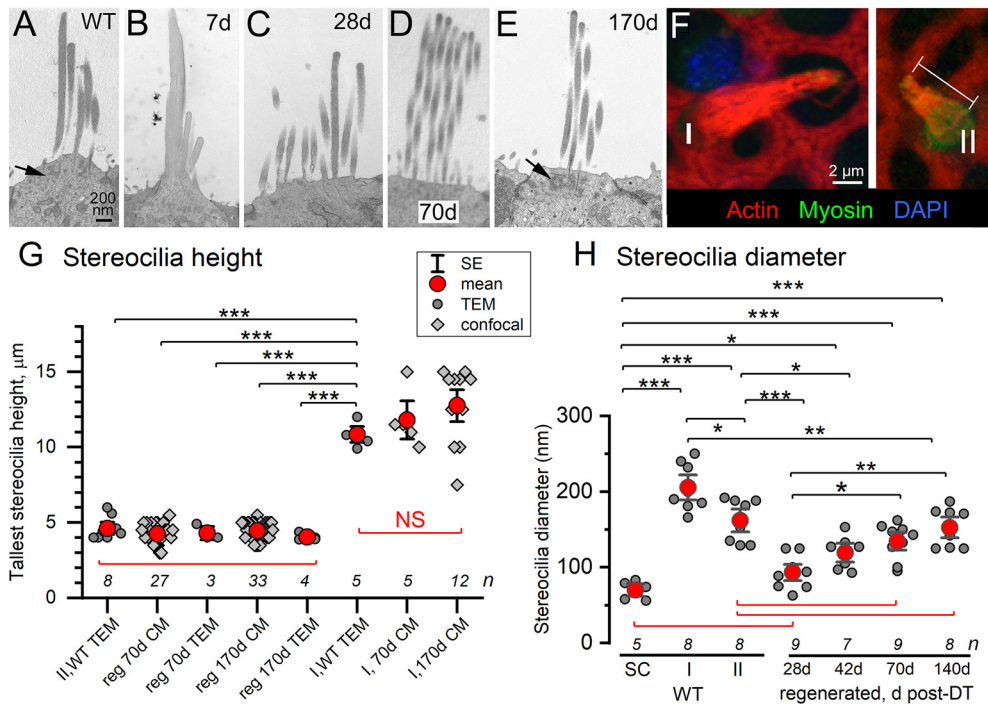 A WT
B 7d
C 28d
D
E 170d
F
200
nm
70d
I
II
2 µm
Actin Myosin DAPI
G Stereocilia height
SE
mean
TEM
confocal
***
***
***
***
***
NS
Tallest stereocilia height, µm
15
10
5
0
8 27 3 33 4 5 5 12 n
II,WT TEM
reg 70d CM
reg 70d TEM
reg 170d CM
reg 170d TEM
I,WT TEM
I, 70d CM
I, 170d CM
H Stereocilia diameter
***
***
*
*** *
*** ***
*
**
**
*
Stereocilia diameter (nm)
300
200
100
0
5 8 8 9 7 9 8 n
SC I II 28d 42d 70d 140d
WT regenerated, d post-DT